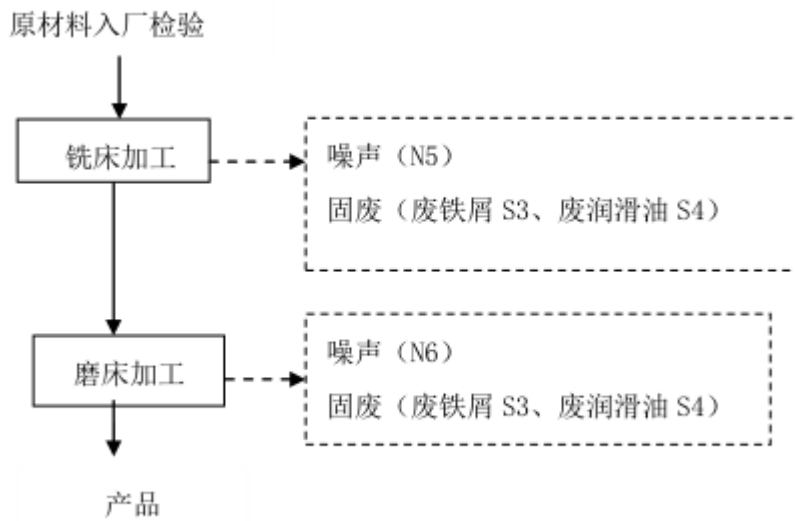 原材料入厂检验
铣床加工
噪声（N5）
固废（废铁屑 S3、废润滑油 S4）
磨床加工
噪声（N6）
固废（废铁屑 S3、废润滑油 S4）
产品